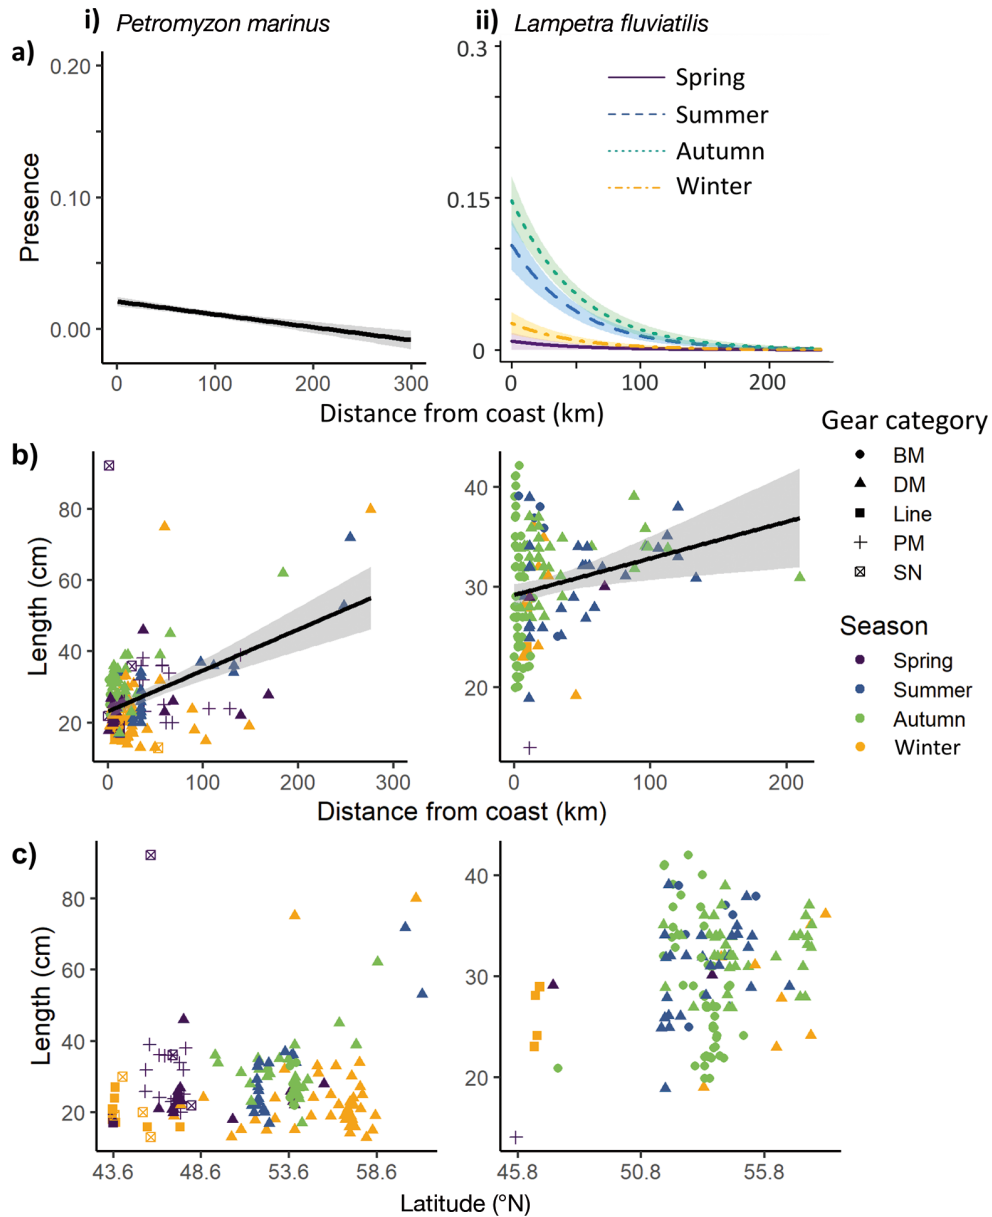 i) Petromyzon marinus
ii) Lampetra fluviatilis
a)
Presence
0.20
0.10
0.00
0 100 200 300
0.3
0.15
0
0 100 200
Spring
Summer
Autumn
Winter
Distance from coast (km)
b)
Length (cm)
80
60
40
20
0 100 200 300
40
30
20
0 100 200
Distance from coast (km)
Gear category
BM
DM
Line
PM
SN
Season
Spring
Summer
Autumn
Winter
c)
Length (cm)
80
60
40
20
43.6 48.6 53.6 58.6
40
30
20
45.8 50.8 55.8
Latitude (°N)